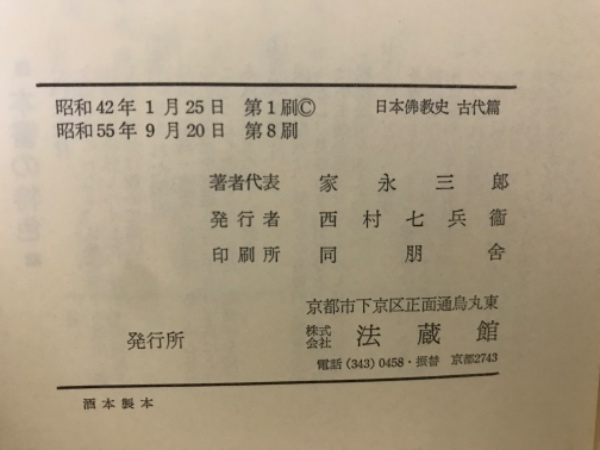 昭和42年1月25日 第1刷Ⓒ 日本佛教史 古代篇
昭和55年9月20日 第8刷
著者代表 家永三郎
発行者 西村七兵衞
印刷所 同朋舎
京都市下京区正面通烏丸東
発行所 株式会社 法蔵館
電話(343)0458・振替 京都2743
酒本製本